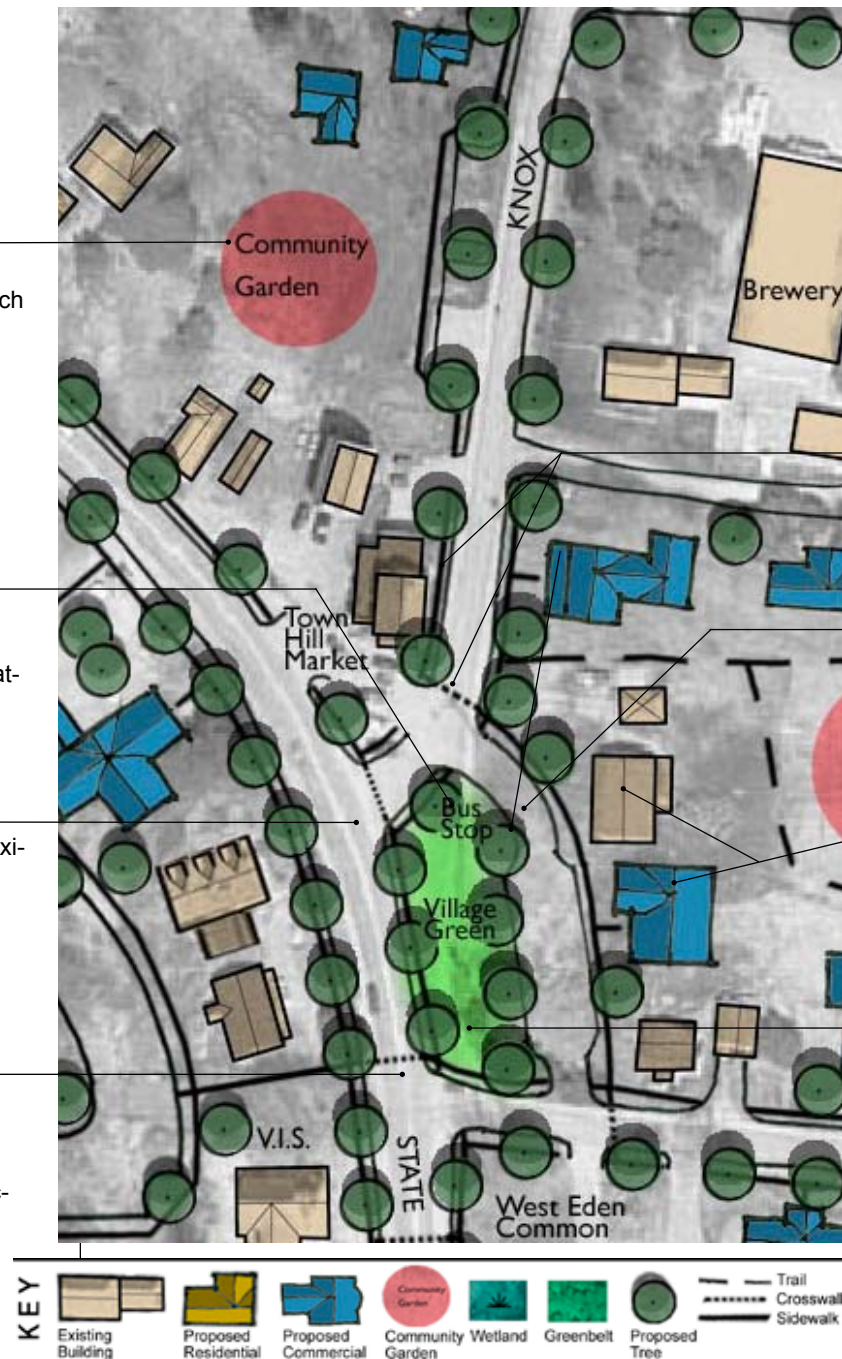 KNOX
Community
Garden
ch
Brewery
Town
Hill
Market
at-
Bus
Stop
xi-
Village
Green
V.I.S.
STATE
West Eden
Common
KEY
Existing
Building
Proposed
Residential
Proposed
Commercial
Community
Garden
Community
Garden
Wetland
Greenbelt
Proposed
Tree
Trail
Crosswal
Sidewalk